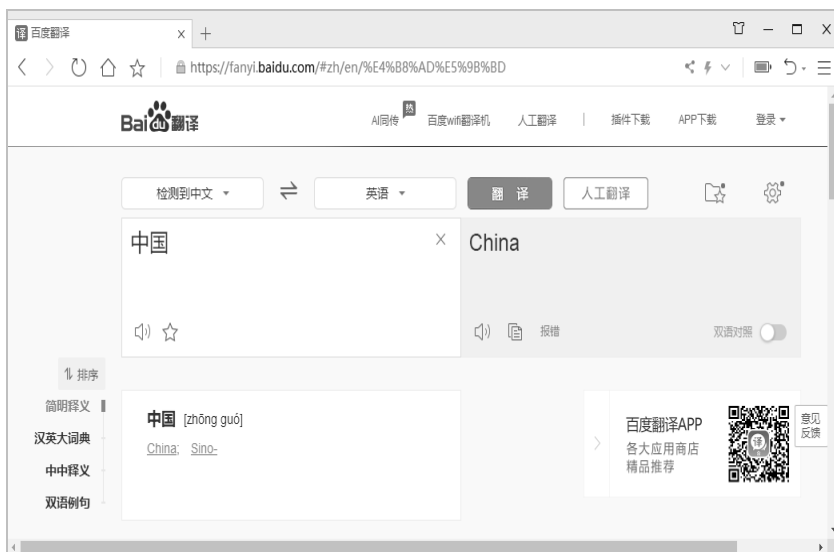 译 百度翻译 x +
https://fanyi.baidu.com/#zh/en/%E4%B8%AD%E5%9B%BD
Bai du 翻译 AI同传 热 百度wifi翻译机 人工翻译 | 插件下载 APP下载 登录
检测到中文 英语 翻 译 人工翻译
中国 X China
报错 双语对照
排序
简明释义
汉英大词典
中中释义
双语例句
中国 [zhōng guó]
China; Sino-
百度翻译APP
各大应用商店
精品推荐
译
意见
反馈